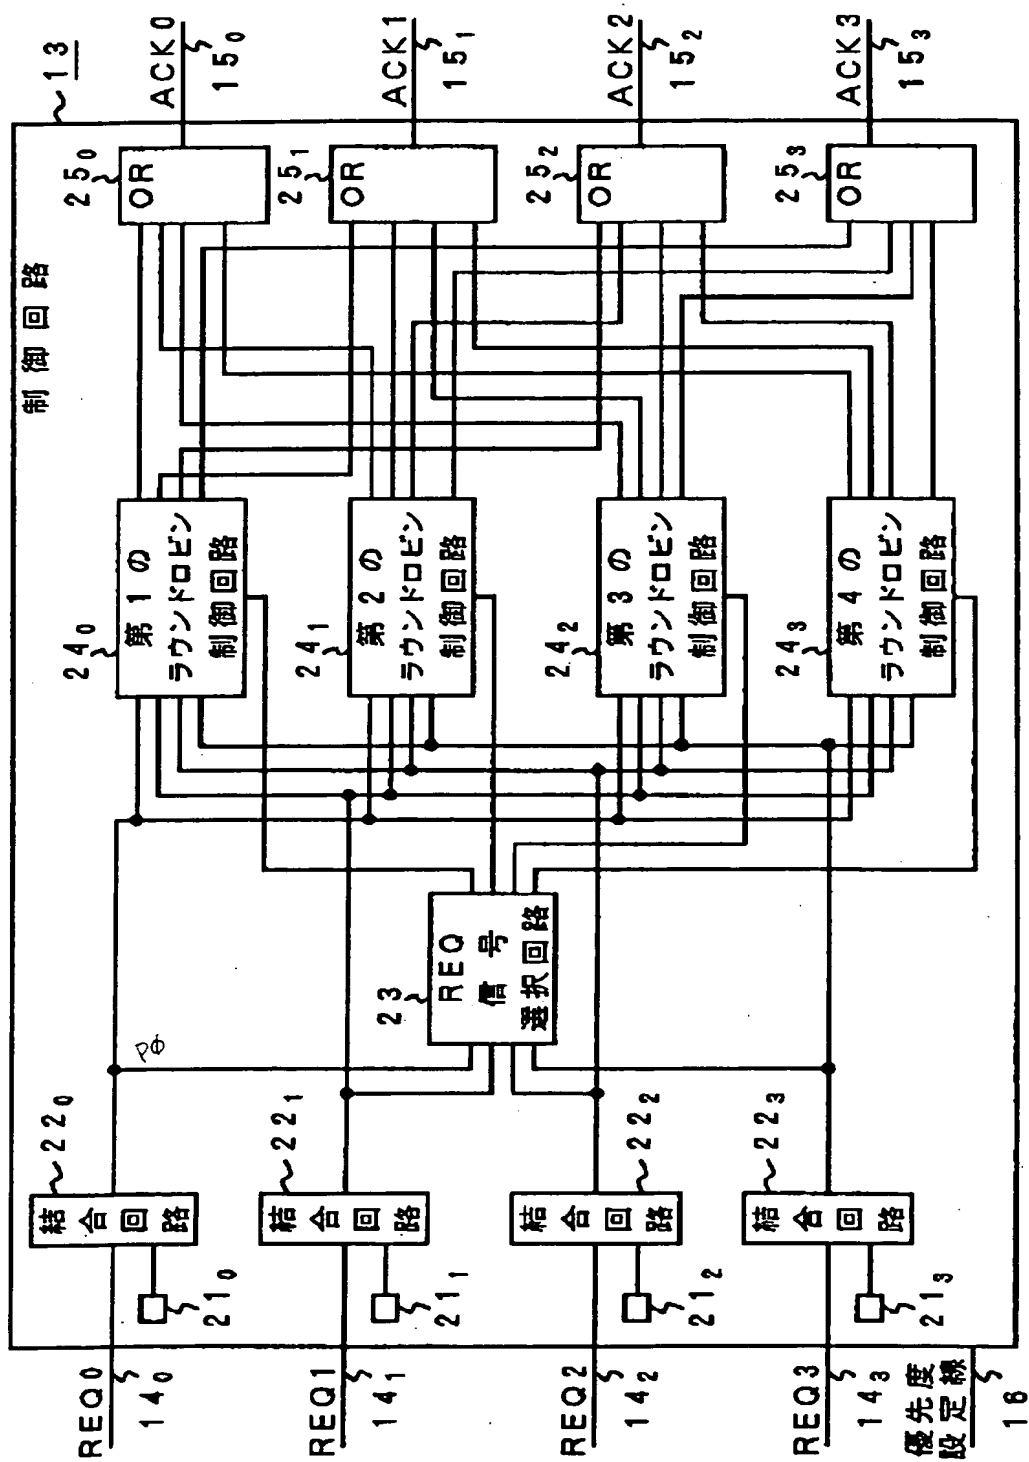 制御回路
13
REQ0
14₀
REQ1
14₁
REQ2
14₂
REQ3
14₃
優先度
設定線
16
結合回路
22₀
21₀
結合回路
22₁
21₁
結合回路
22₂
21₂
結合回路
22₃
21₃
PΦ
23
REQ
信号
選択回路
24₀
第1の
ラウンドロビン
制御回路
24₁
第2の
ラウンドロビン
制御回路
24₂
第3の
ラウンドロビン
制御回路
24₃
第4の
ラウンドロビン
制御回路
25₀
OR
25₁
OR
25₂
OR
25₃
OR
ACK0
15₀
ACK1
15₁
ACK2
15₂
ACK3
15₃